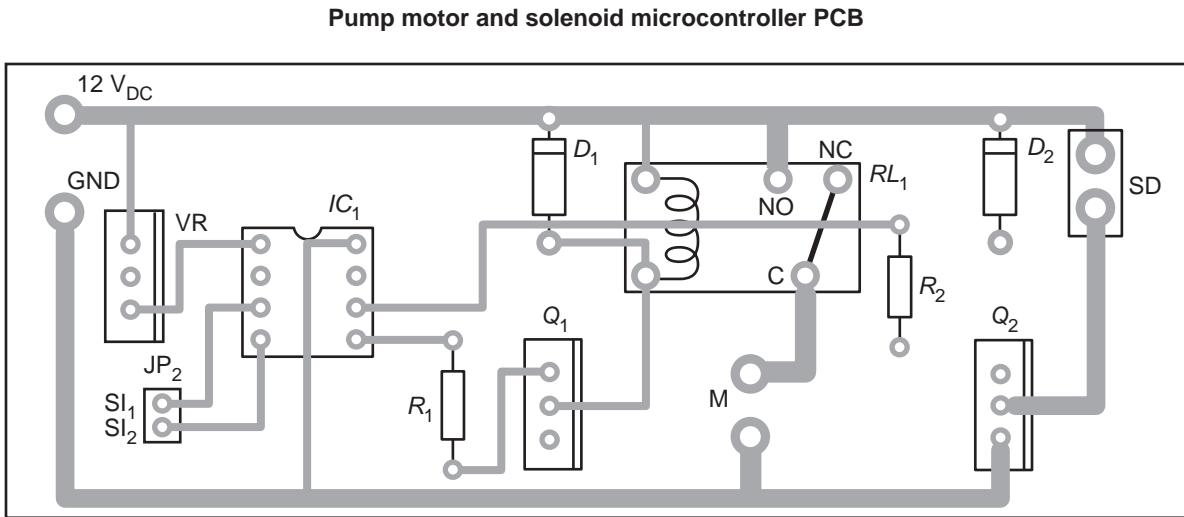 Pump motor and solenoid microcontroller PCB
12 V_DC
GND
VR
IC₁
D₁
NC
RL₁
NO
C
D₂
SD
R₂
JP₂
SI₁
SI₂
R₁
Q₁
M
Q₂